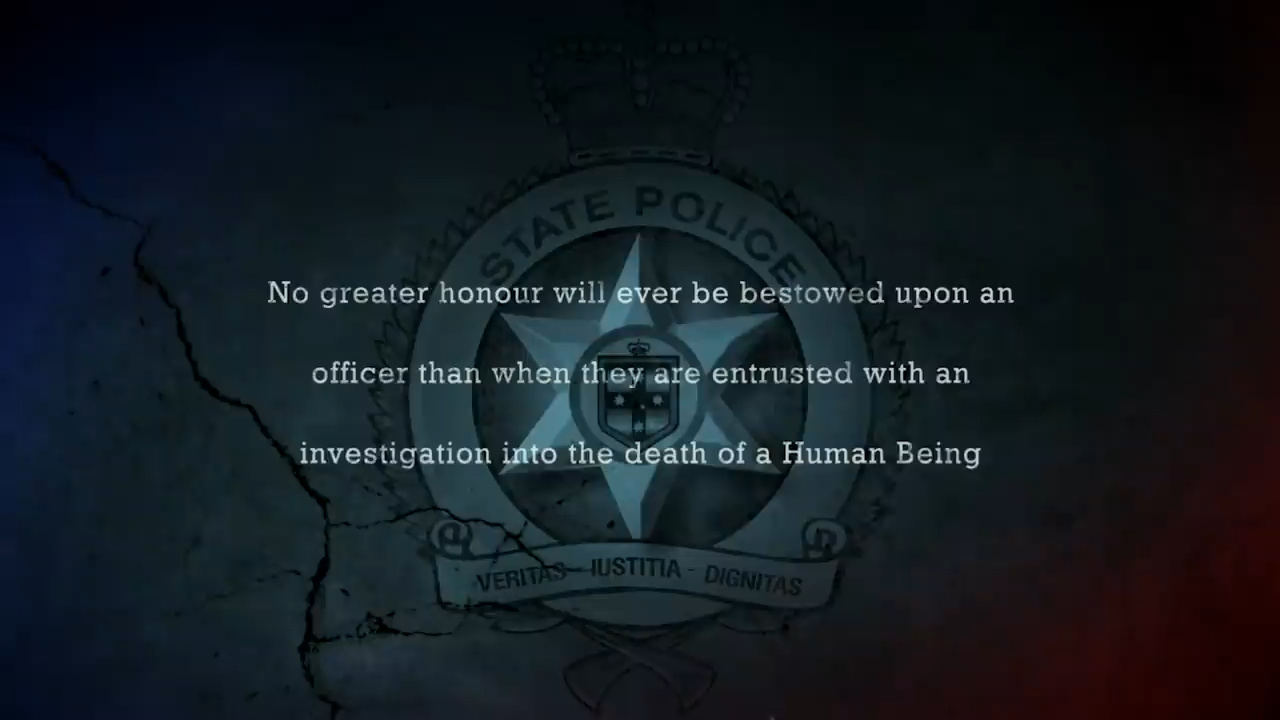 STATE POLICE
No greater honour will ever be bestowed upon an
officer than when they are entrusted with an
investigation into the death of a Human Being
VERITAS - IUSTITIA - DIGNITAS